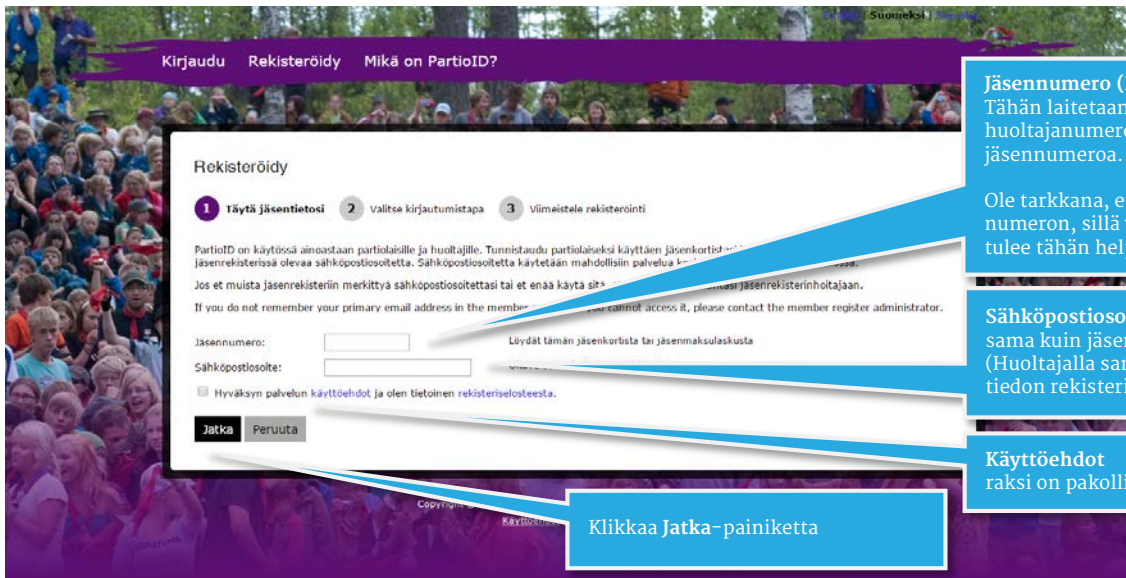 | Suomeksi |
Kirjaudu Rekisteröidy Mikä on PartioID?
Rekisteröidy
1 Täytä jäsentietosi 2 Valitse kirjautumistapa 3 Viimeistele rekisteröinti
PartioID on käytössä ainoastaan partiolaisille ja huoltajille. Tunnistaudu partiolaiseksi käyttäen
jäsenrekisterissä olevaa sähköpostiosoitetta. Sähköpostiosoitetta käytetään mahdollisiin palvelua
Jos et muista jäsenrekisteriin merkittyä sähköpostiosoitettasi tai et enää käytä sitä, jäsenrekisterinhoitajaan.
If you do not remember your primary email address in the member you cannot access it, please contact the member register administrator.
Jäsennumero: Löydät tämän jäsenkortista tai jäsenmaksulaskusta
Sähköpostiosoite:
Hyväksyn palvelun käyttöehdot ja olen tietoinen rekisteriselosteesta.
Jatka Peruuta
Copyright
Jäsennumero (
Tähän laitetaan
huoltajanumero
jäsennumeroa.
Ole tarkkana, e
numeron, sillä
tulee tähän hel
Sähköpostioso
sama kuin jäsen
(Huoltajalla sa
tiedon rekisteri
Käyttöehdot
raksi on pakolli
Klikkaa Jatka-painiketta